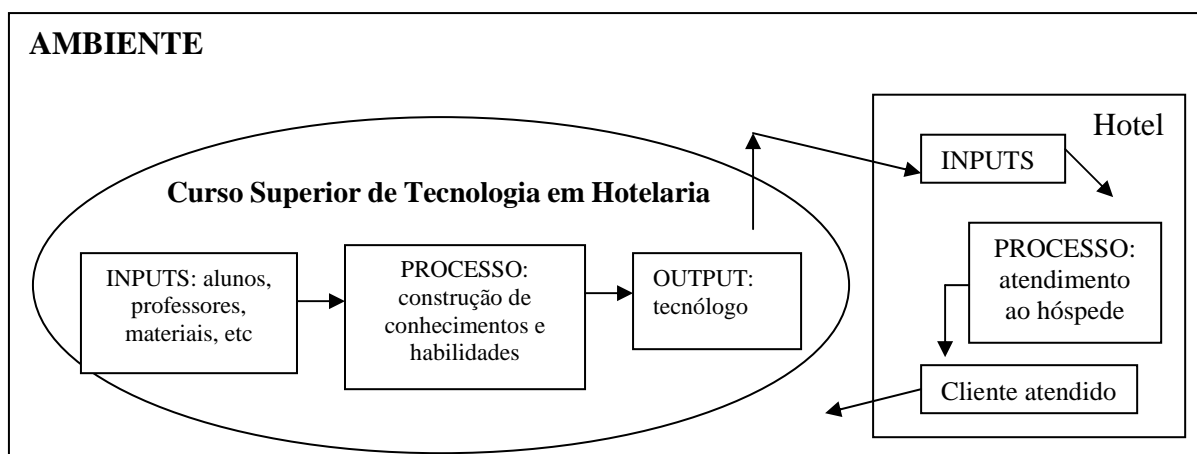 AMBIENTE
Hotel
INPUTS
Curso Superior de Tecnologia em Hotelaria
INPUTS: alunos,
professores,
materiais, etc
PROCESSO:
construção de
conhecimentos e
habilidades
OUTPUT:
tecnólogo
PROCESSO:
atendimento
ao hóspede
Cliente atendido